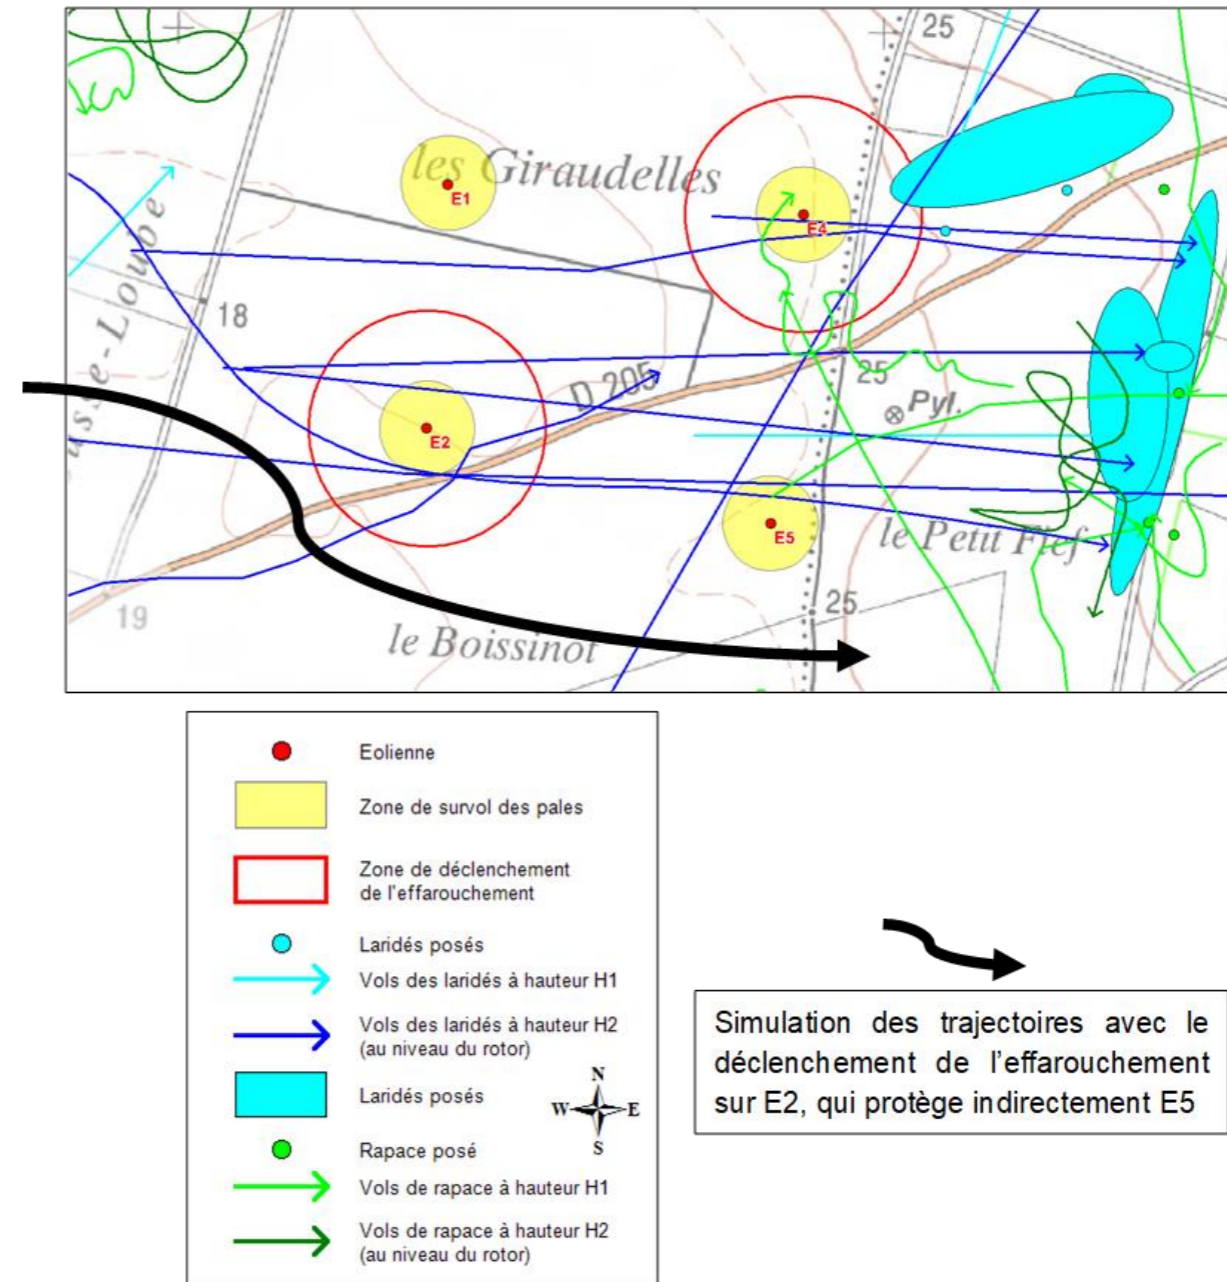 25
les Giraudelles
E1
E4
usse-Loube
18
D 205
25
Pyl.
E2
E5
le Petit Fief
25
19
le Boissinot
Eolienne
Zone de survol des pales
Zone de déclenchement
de l'effarouchement
Laridés posés
Vols des laridés à hauteur H1
Vols des laridés à hauteur H2
(au niveau du rotor)
Laridés posés
N
W E
S
Rapace posé
Vols de rapace à hauteur H1
Vols de rapace à hauteur H2
(au niveau du rotor)
Simulation des trajectoires avec le
déclenchement de l'effarouchement
sur E2, qui protège indirectement E5